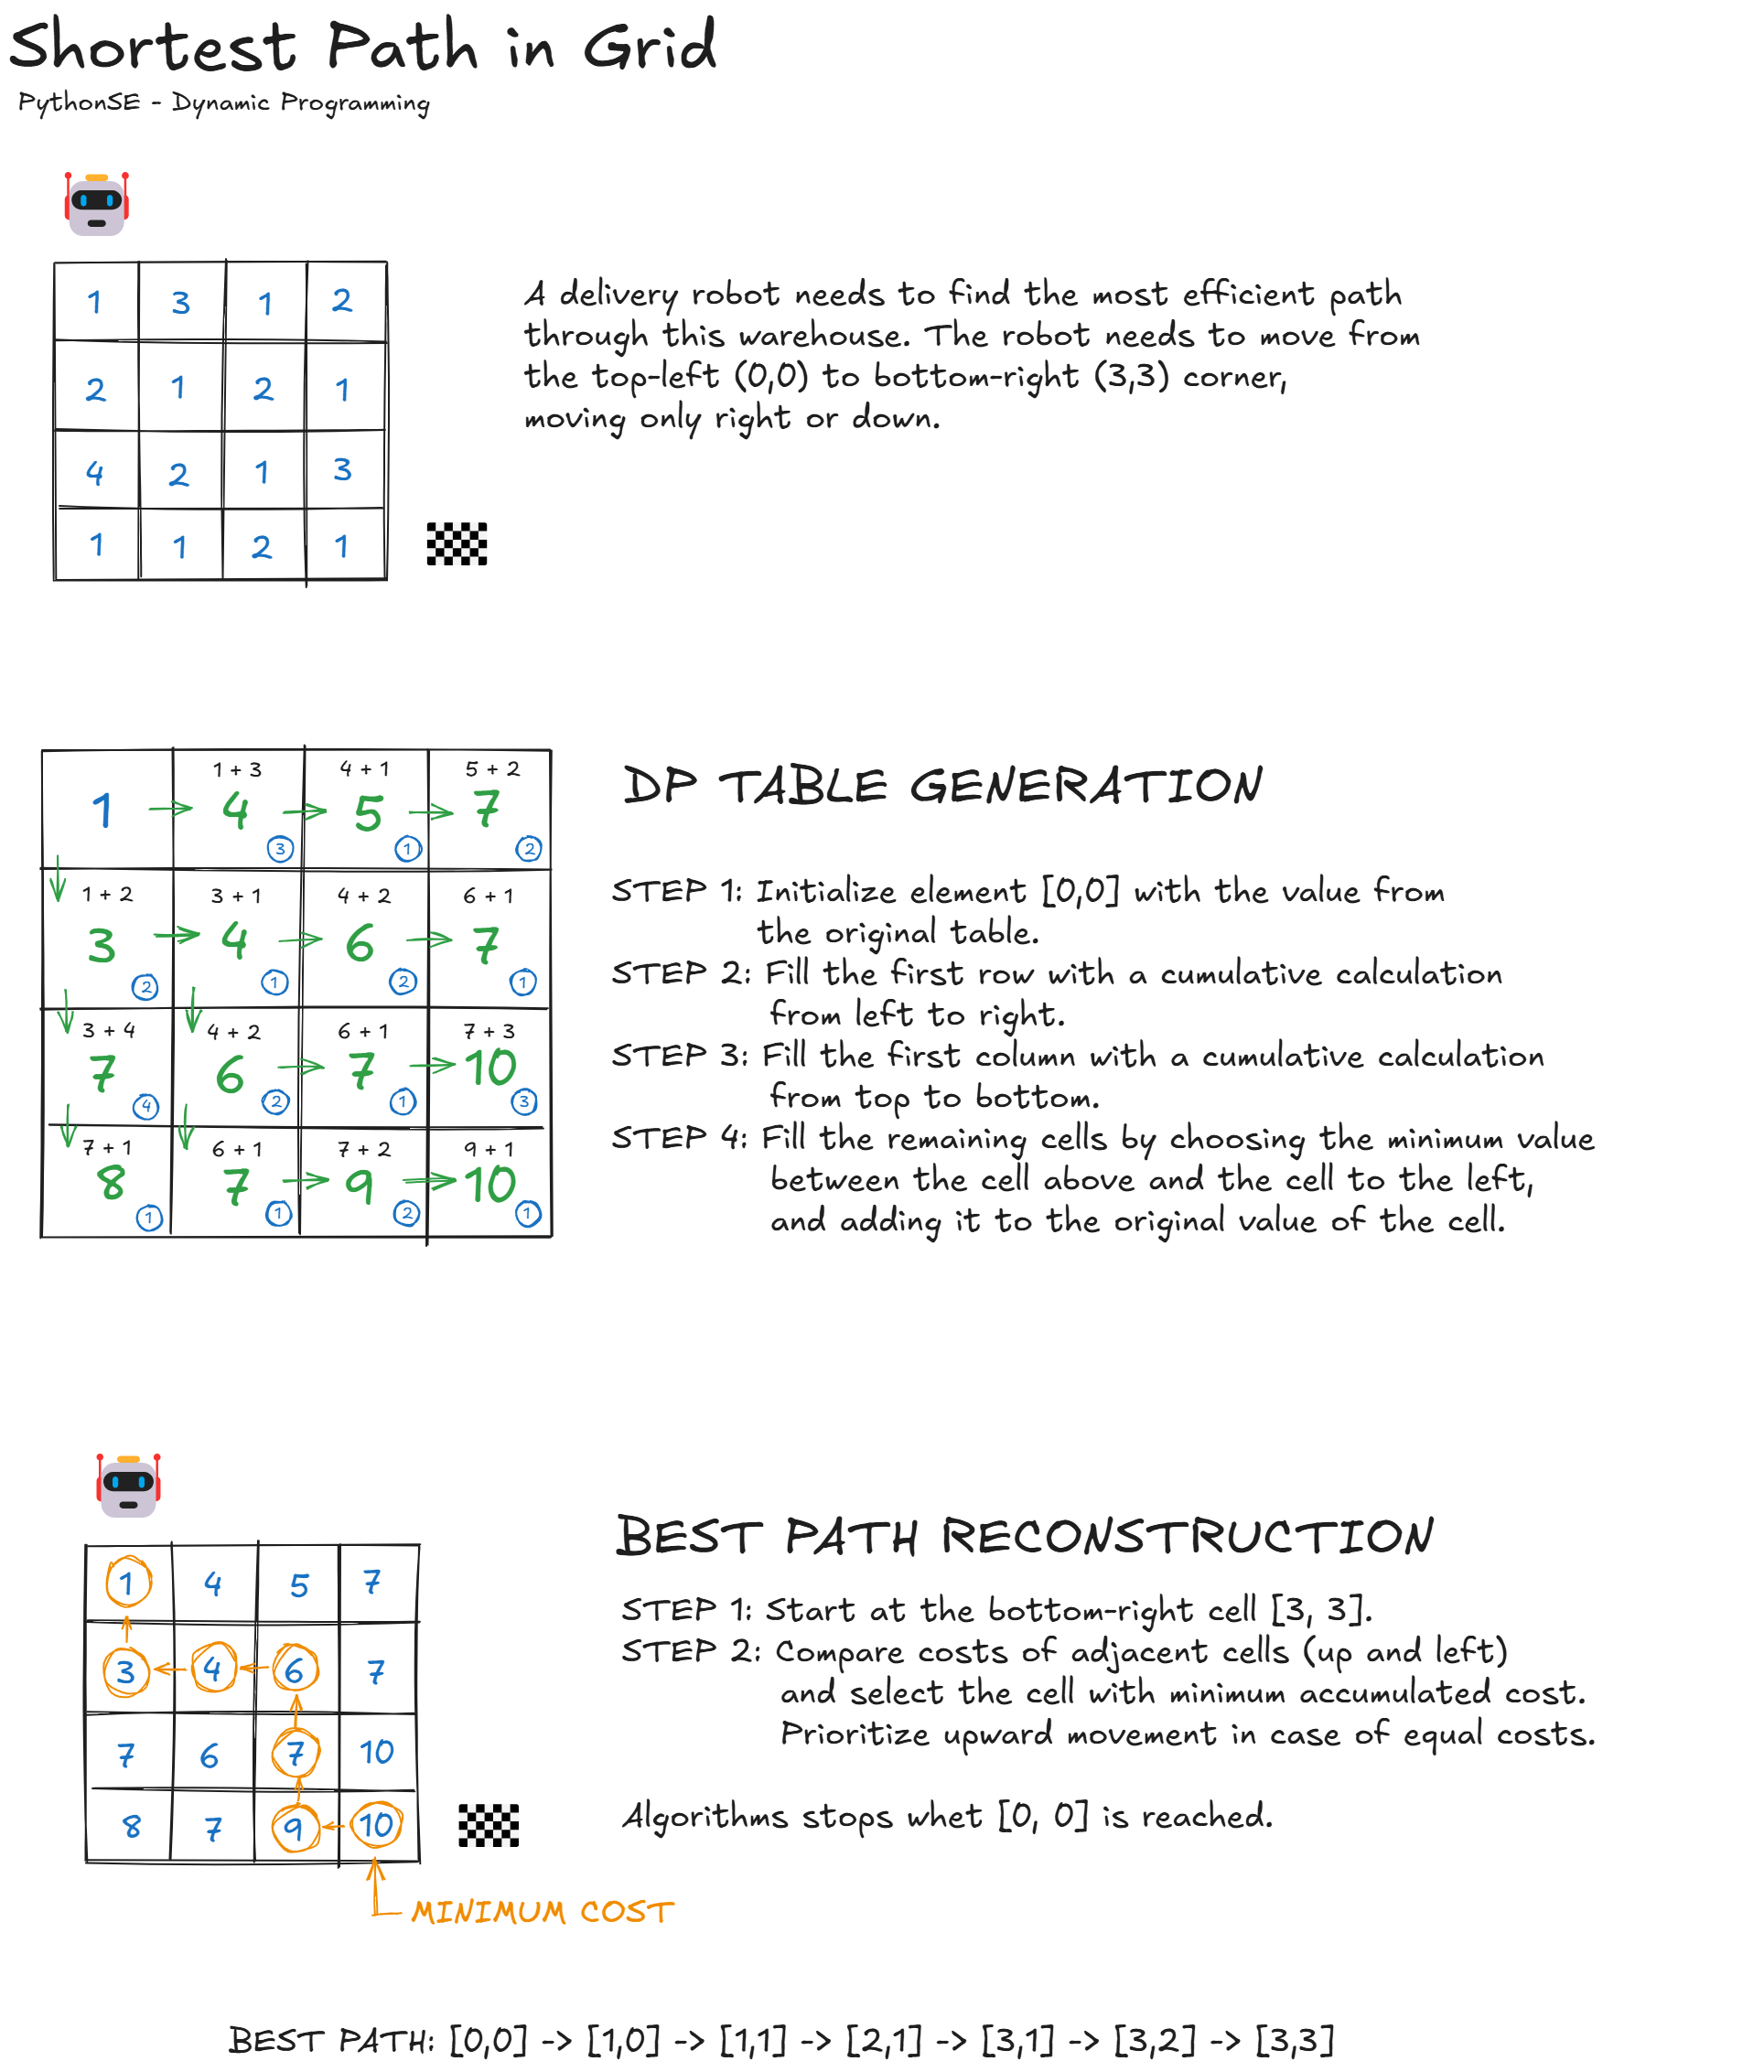 Shortest Path in Grid
PythonSE - Dynamic Programming
1 3 1 2
2 1 2 1
4 2 1 3
1 1 2 1
A delivery robot needs to find the most efficient path
through this warehouse. The robot needs to move from
the top-left (0,0) to bottom-right (3,3) corner,
moving only right or down.
1 + 3 4 + 1 5 + 2
1 4 5 7
3 1 2
1 + 2 3 + 1 4 + 2 6 + 1
3 4 6 7
2 1 2 1
3 + 4 4 + 2 6 + 1 7 + 3
7 6 7 10
4 2 1 3
7 + 1 6 + 1 7 + 2 9 + 1
8 7 9 10
1 1 2 1
DP TABLE GENERATION
STEP 1: Initialize element [0,0] with the value from
the original table.
STEP 2: Fill the first row with a cumulative calculation
from left to right.
STEP 3: Fill the first column with a cumulative calculation
from top to bottom.
STEP 4: Fill the remaining cells by choosing the minimum value
between the cell above and the cell to the left,
and adding it to the original value of the cell.
1 4 5 7
3 4 6 7
7 6 7 10
8 7 9 10
MINIMUM COST
BEST PATH RECONSTRUCTION
STEP 1: Start at the bottom-right cell [3, 3].
STEP 2: Compare costs of adjacent cells (up and left)
and select the cell with minimum accumulated cost.
Prioritize upward movement in case of equal costs.
Algorithms stops whet [0, 0] is reached.
BEST PATH: [0,0] -> [1,0] -> [1,1] -> [2,1] -> [3,1] -> [3,2] -> [3,3]